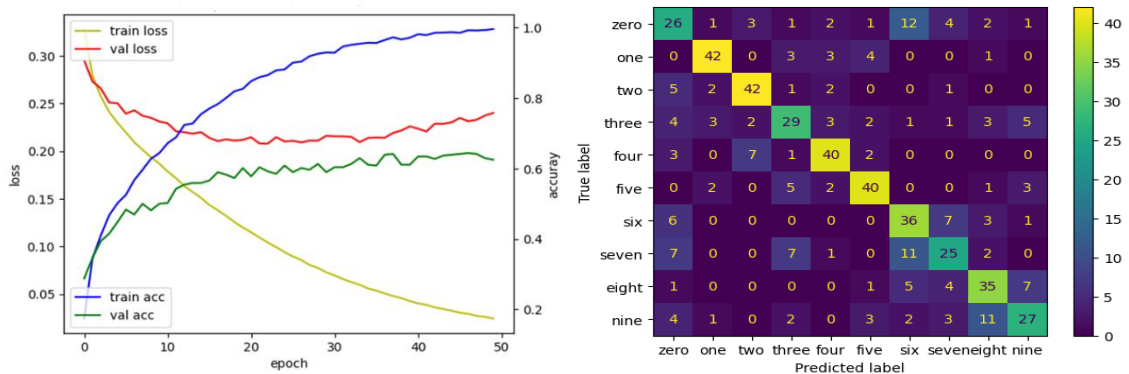 train loss
val loss
train acc
val acc
0.30
0.25
0.20
0.15
0.10
0.05
loss
1.0
0.8
0.6
0.4
0.2
accuray
0 10 20 30 40 50
epoch
True label
zero 26 1 3 1 2 1 12 4 2 1
one 0 42 0 3 3 4 0 0 1 0
two 5 2 42 1 2 0 0 1 0 0
three 4 3 2 29 3 2 1 1 3 5
four 3 0 7 1 40 2 0 0 0 0
five 0 2 0 5 2 40 0 0 1 3
six 6 0 0 0 0 0 36 7 3 1
seven 7 0 0 7 1 0 11 25 2 0
eight 1 0 0 0 0 1 5 4 35 7
nine 4 1 0 2 0 3 2 3 11 27
zero one two three four five six seven eight nine
Predicted label
40
35
30
25
20
15
10
5
0